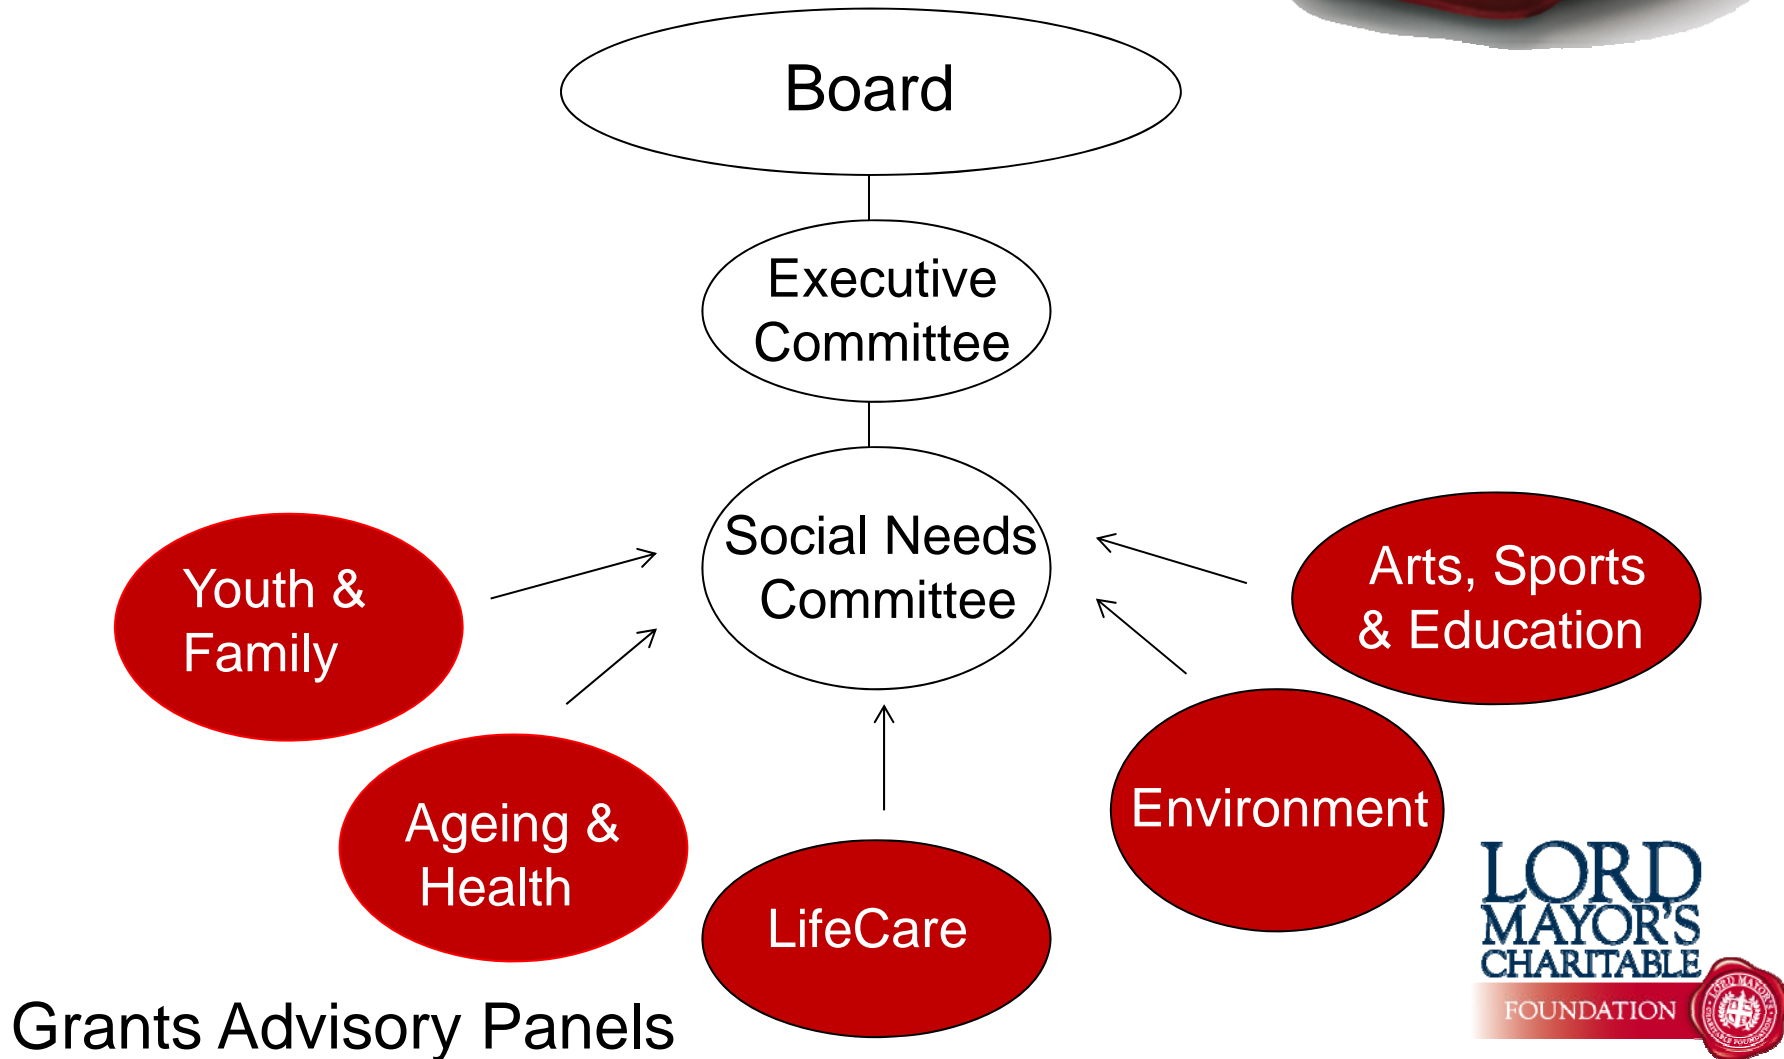 Board
Executive
Committee
Social Needs
Committee
Youth &
Family
Ageing &
Health
LifeCare
Environment
Arts, Sports
& Education
Grants Advisory Panels
LORD
MAYOR'S
CHARITABLE
FOUNDATION